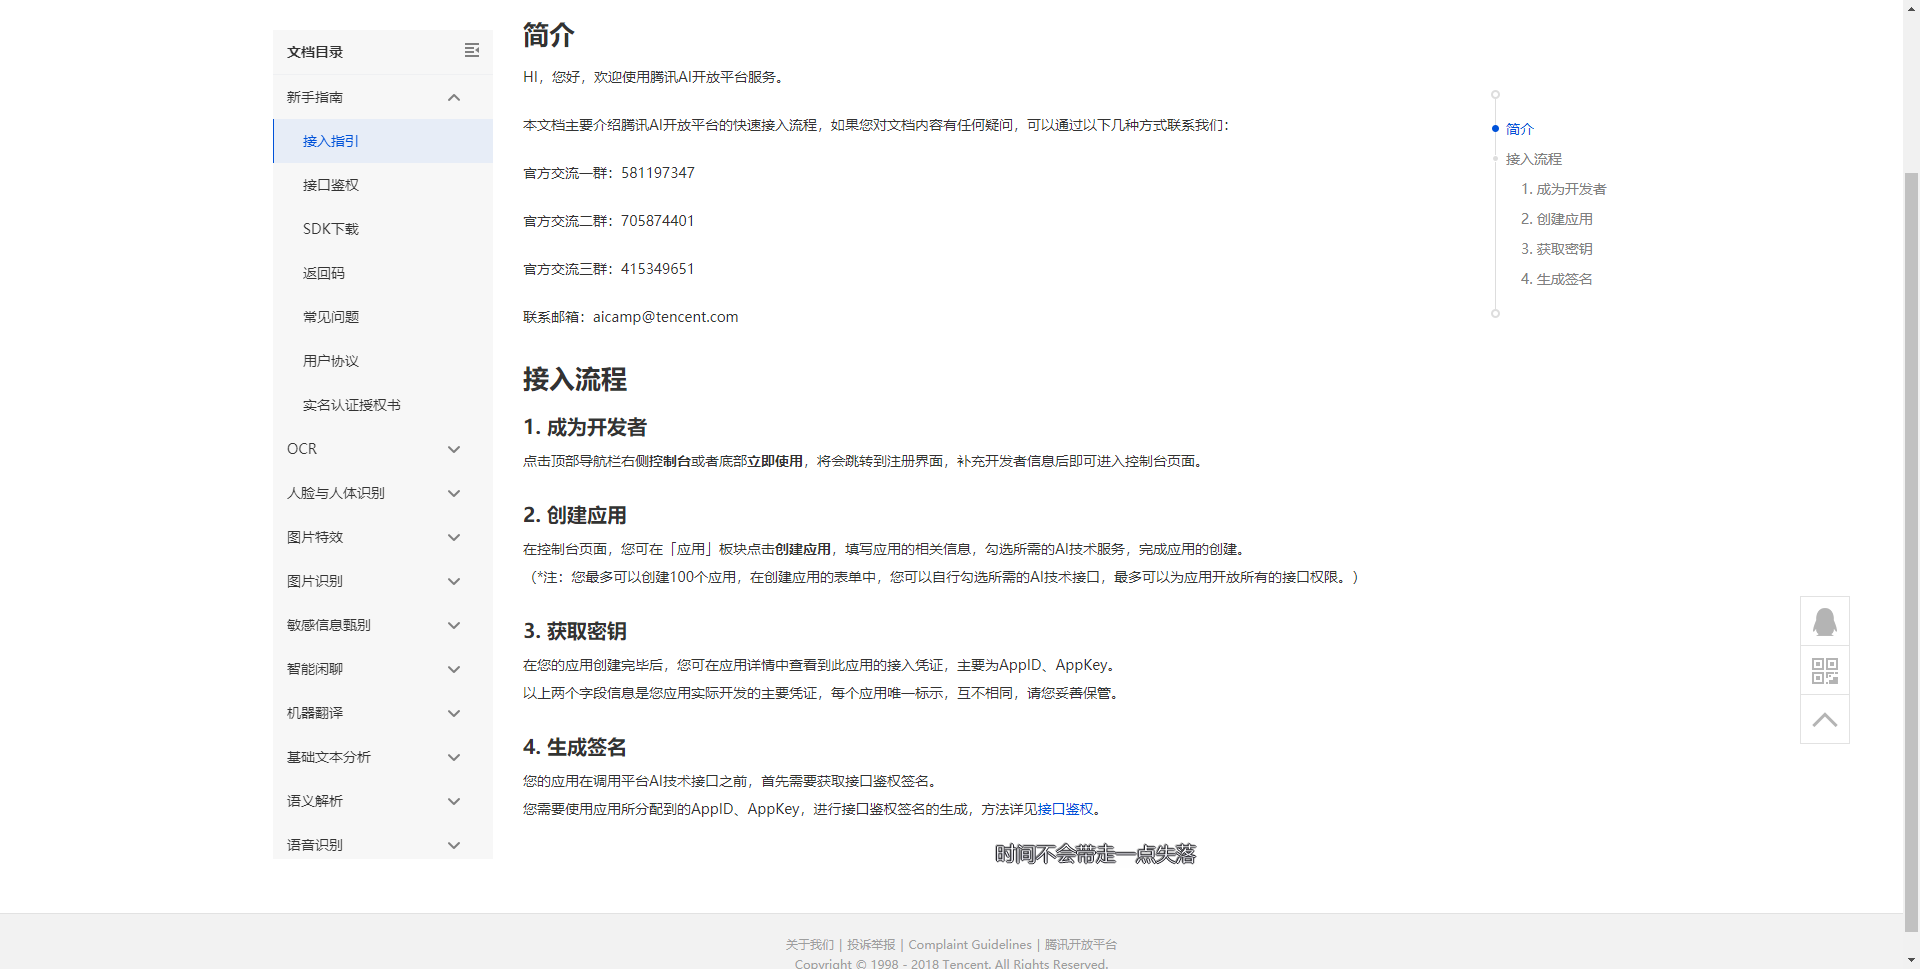 文档目录
新手指南
接入指引
接口鉴权
SDK下载
返回码
常见问题
用户协议
实名认证授权书
OCR
人脸与人体识别
图片特效
图片识别
敏感信息甄别
智能闲聊
机器翻译
基础文本分析
语义解析
语音识别
简介
HI，您好，欢迎使用腾讯AI开放平台服务。
本文档主要介绍腾讯AI开放平台的快速接入流程，如果您对文档内容有任何疑问，可以通过以下几种方式联系我们：
官方交流一群：581197347
官方交流二群：705874401
官方交流三群：415349651
联系邮箱：aicamp@tencent.com
接入流程
1. 成为开发者
点击顶部导航栏右侧控制台或者底部立即使用，将会跳转到注册界面，补充开发者信息后即可进入控制台页面。
2. 创建应用
在控制台页面，您可在「应用」板块点击创建应用，填写应用的相关信息，勾选所需的AI技术服务，完成应用的创建。
（*注：您最多可以创建100个应用，在创建应用的表单中，您可以自行勾选所需的AI技术接口，最多可以为应用开放所有的接口权限。）
3. 获取密钥
在您的应用创建完毕后，您可在应用详情中查看到此应用的接入凭证，主要为AppID、AppKey。
以上两个字段信息是您应用实际开发的主要凭证，每个应用唯一标示，互不相同，请您妥善保管。
4. 生成签名
您的应用在调用平台AI技术接口之前，首先需要获取接口鉴权签名。
您需要使用应用所分配到的AppID、AppKey，进行接口鉴权签名的生成，方法详见接口鉴权。
时间不会带走一点失落
简介
接入流程
1. 成为开发者
2. 创建应用
3. 获取密钥
4. 生成签名
关于我们 | 投诉举报 | Complaint Guidelines | 腾讯开放平台
Copyright © 1998 - 2018 Tencent. All Rights Reserved.